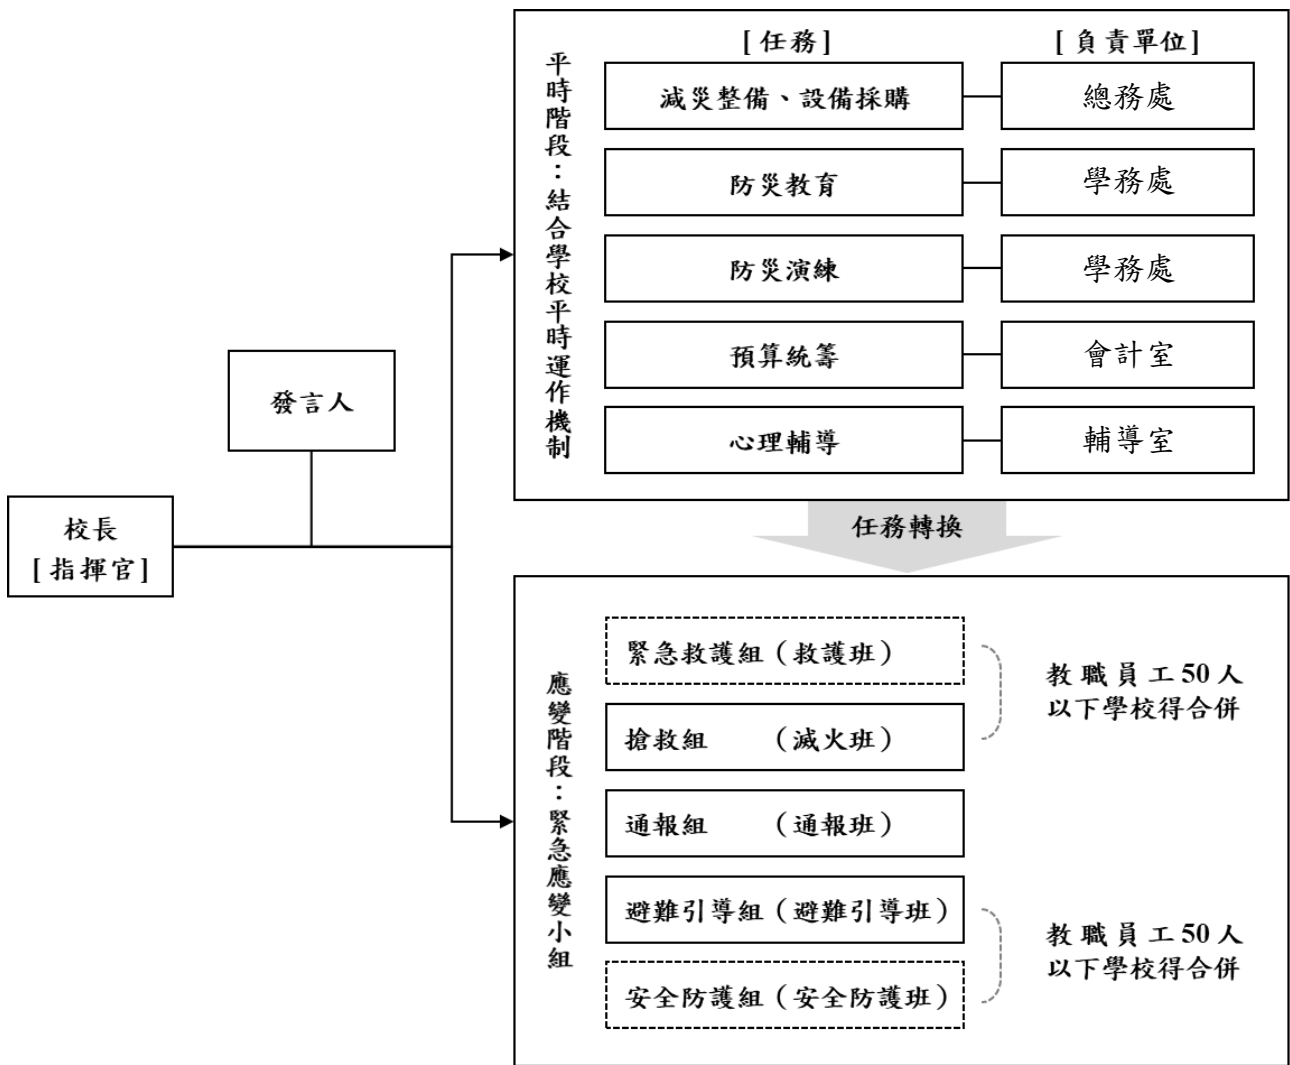 [任務]
[負責單位]
平時階段：結合學校平時運作機制
減災整備、設備採購
總務處
防災教育
學務處
防災演練
學務處
預算統籌
會計室
心理輔導
輔導室
發言人
校長
[指揮官]
任務轉換
應變階段：緊急應變小組
緊急救護組（救護班）
搶救組　　（滅火班）
教職員工50人
以下學校得合併
通報組　　（通報班）
避難引導組（避難引導班）
安全防護組（安全防護班）
教職員工50人
以下學校得合併